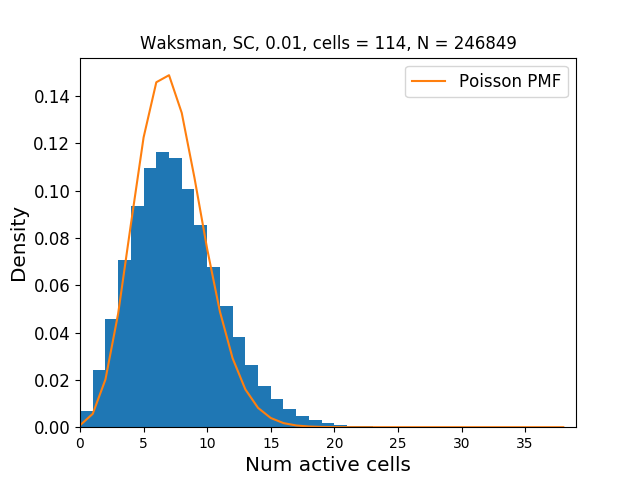 Waksman, SC, 0.01, cells = 114, N = 246849
Poisson PMF
Density
0.14
0.12
0.10
0.08
0.06
0.04
0.02
0.00
0 5 10 15 20 25 30 35
Num active cells